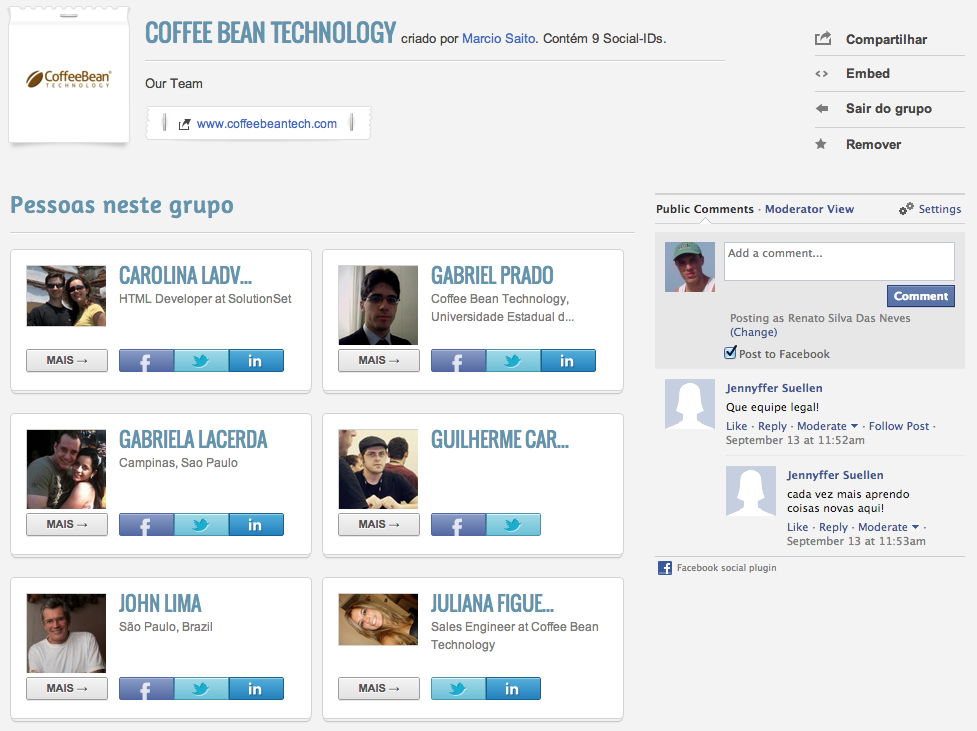 CoffeeBean
TECHNOLOGY
COFFEE BEAN TECHNOLOGY criado por Marcio Saito. Contém 9 Social-IDs.
Our Team
www.coffeebeantech.com
Compartilhar
Embed
Sair do grupo
Remover
Pessoas neste grupo
CAROLINA LADV...
HTML Developer at SolutionSet
MAIS →
f in
GABRIEL PRADO
Coffee Bean Technology,
Universidade Estadual d...
MAIS →
f in
GABRIELA LACERDA
Campinas, Sao Paulo
MAIS →
f in
GUILHERME CAR...
MAIS →
f
JOHN LIMA
São Paulo, Brazil
MAIS →
f in
JULIANA FIGUE...
Sales Engineer at Coffee Bean
Technology
MAIS →
in
Public Comments · Moderator View Settings
Add a comment...
Comment
Posting as Renato Silva Das Neves
(Change)
Post to Facebook
Jennyffer Suellen
Que equipe legal!
Like · Reply · Moderate · Follow Post ·
September 13 at 11:52am
Jennyffer Suellen
cada vez mais aprendo
coisas novas aqui!
Like · Reply · Moderate ·
September 13 at 11:53am
f Facebook social plugin